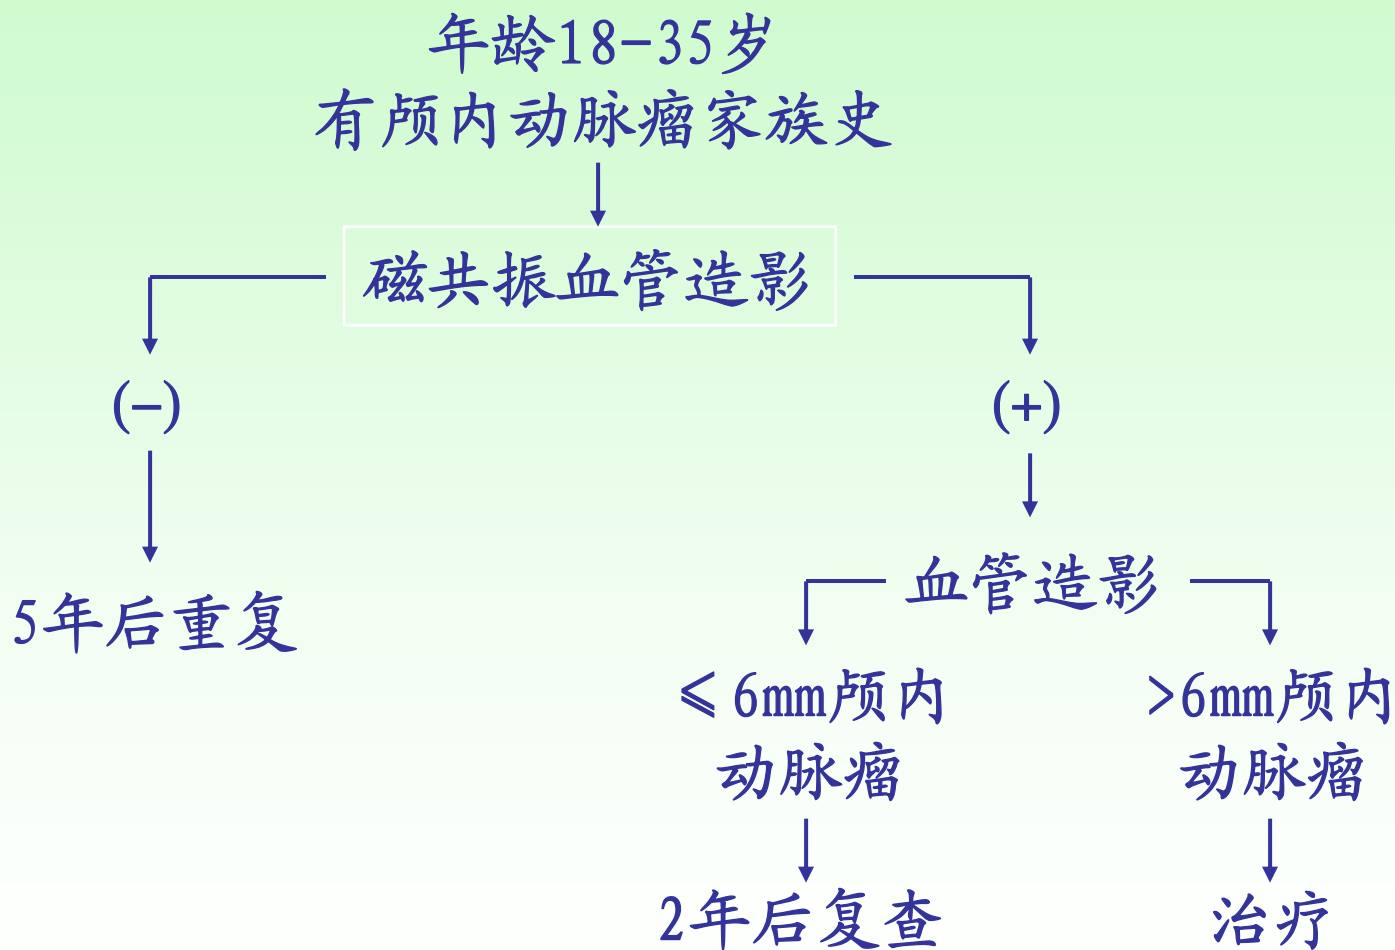 年龄18-35岁
有颅内动脉瘤家族史
磁共振血管造影
(-)
(+)
5年后重复
血管造影
≤6mm颅内
动脉瘤
>6mm颅内
动脉瘤
2年后复查
治疗